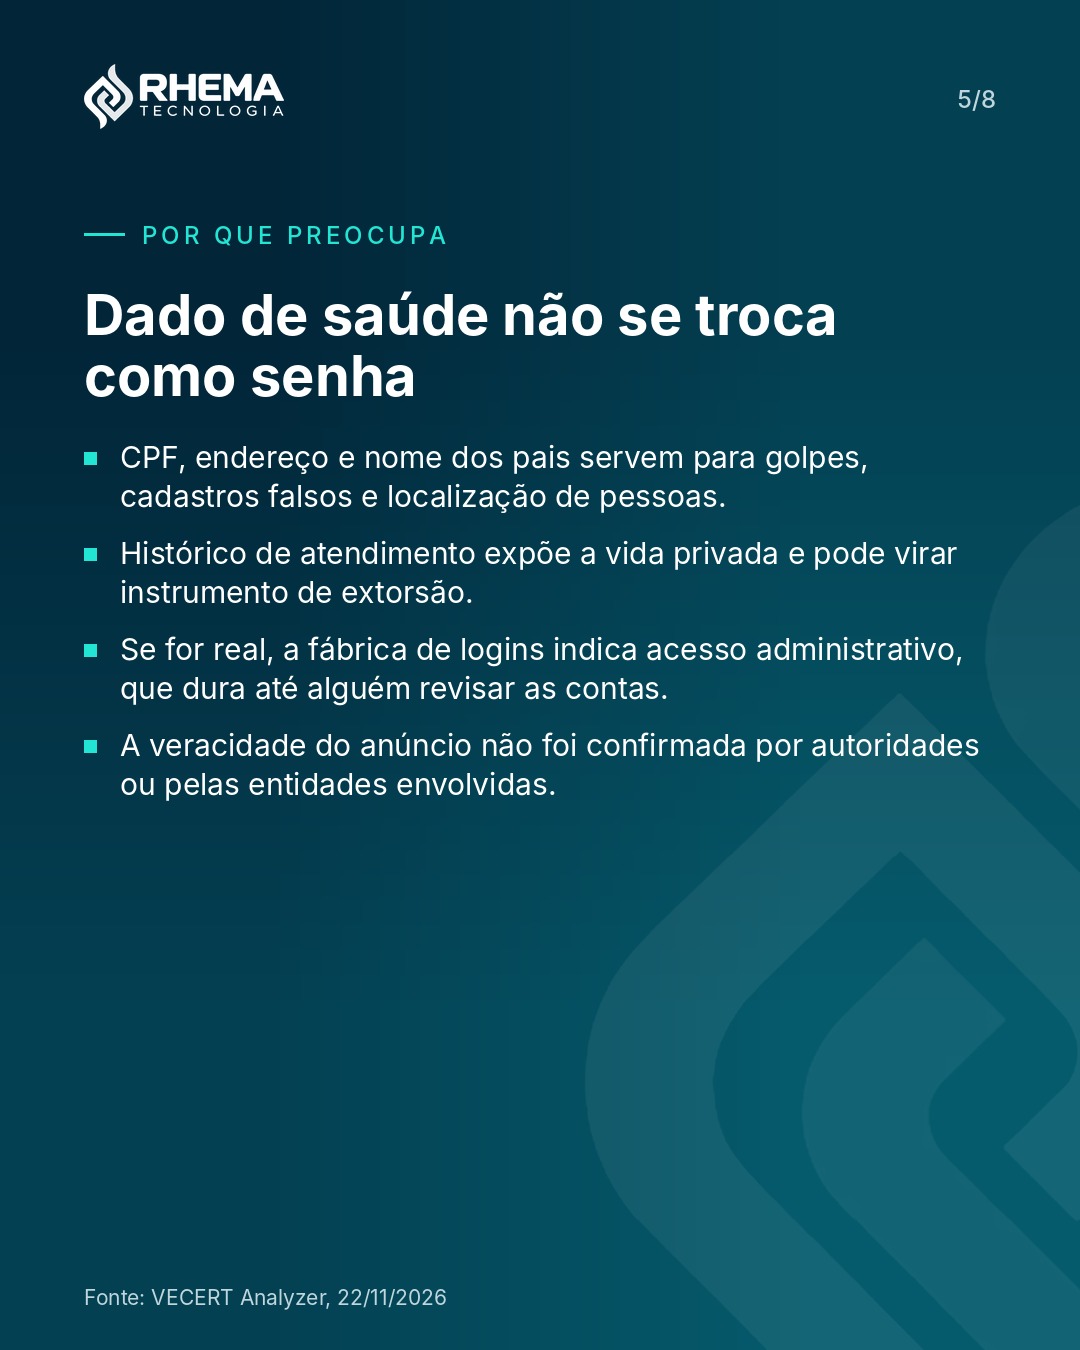 RHEMA
TECNOLOGIA
5/8
POR QUE PREOCUPA
Dado de saúde não se troca
como senha
CPF, endereço e nome dos pais servem para golpes,
cadastros falsos e localização de pessoas.
Histórico de atendimento expõe a vida privada e pode virar
instrumento de extorsão.
Se for real, a fábrica de logins indica acesso administrativo,
que dura até alguém revisar as contas.
A veracidade do anúncio não foi confirmada por autoridades
ou pelas entidades envolvidas.
Fonte: VECERT Analyzer, 22/11/2026